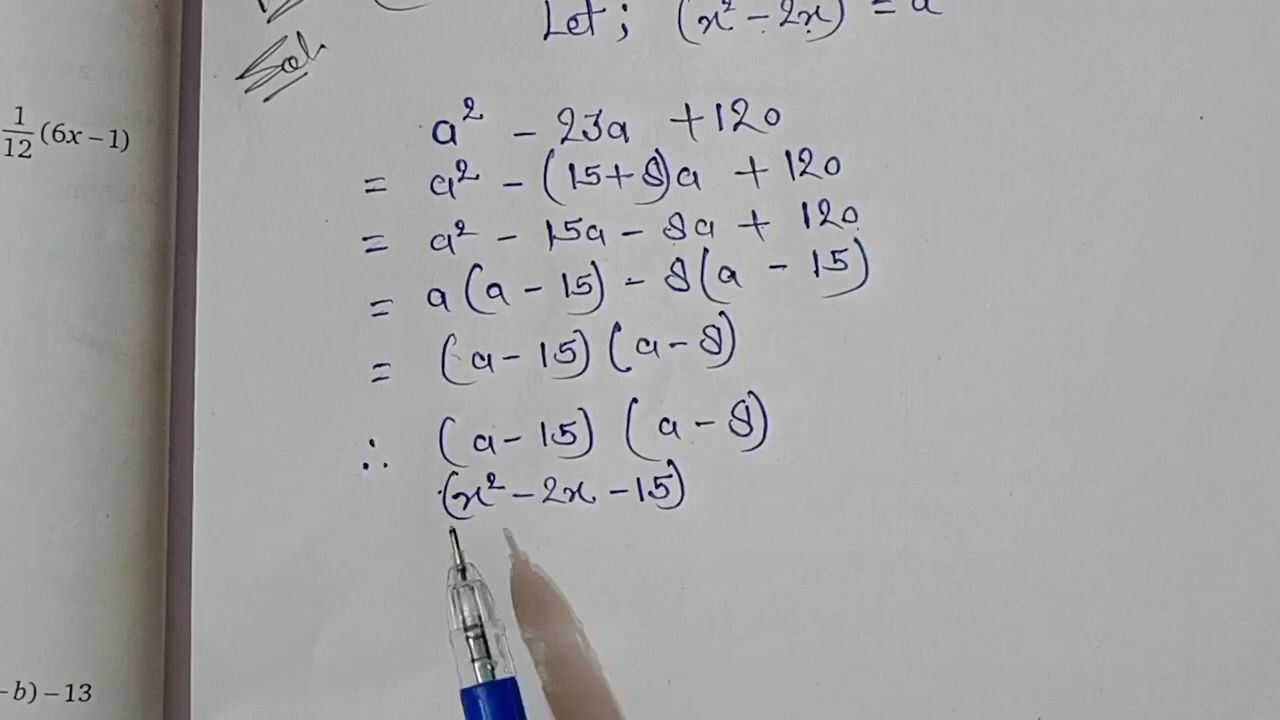 Let; (x² - 2x) = a
Sol
1/12 (6x – 1)
a² - 23a + 120
= a² - (15+8)a + 120
= a² - 15a - 8a + 120
= a(a - 15) - 8(a - 15)
= (a - 15) (a - 8)
∴ (a - 15) (a - 8)
(x² - 2x - 15)
-b) – 13